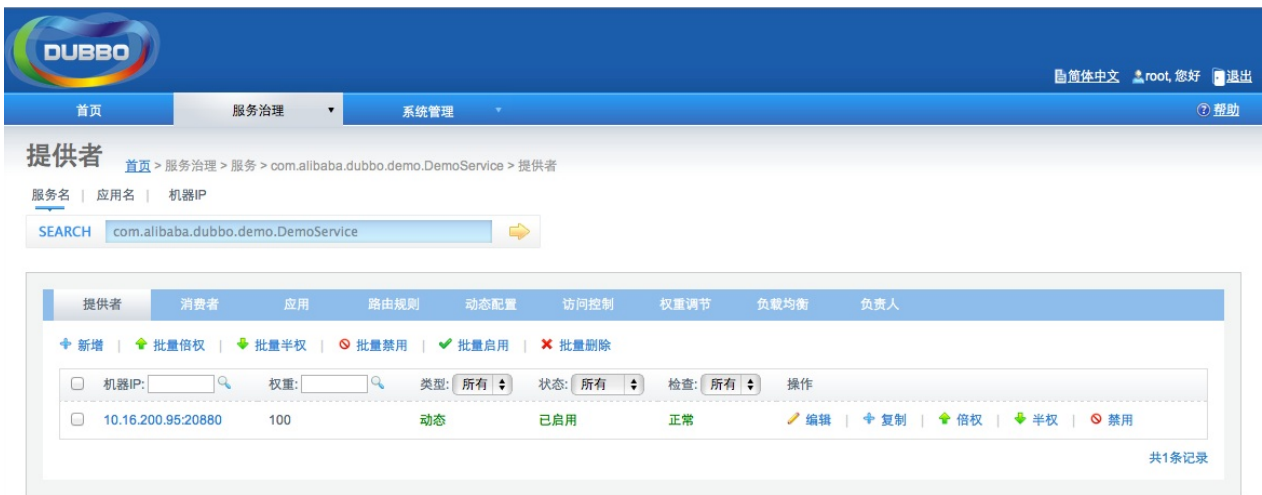 DUBBO
简体中文 root, 您好 退出
首页 服务治理 系统管理 帮助
提供者 首页 > 服务治理 > 服务 > com.alibaba.dubbo.demo.DemoService > 提供者
服务名 | 应用名 | 机器IP
SEARCH com.alibaba.dubbo.demo.DemoService
提供者 消费者 应用 路由规则 动态配置 访问控制 权重调节 负载均衡 负责人
新增 | 批量倍权 | 批量半权 | 批量禁用 | 批量启用 | 批量删除
机器IP: 权重: 类型: 所有 状态: 所有 检查: 所有 操作
10.16.200.95:20880 100 动态 已启用 正常 编辑 | 复制 | 倍权 | 半权 | 禁用
共1条记录